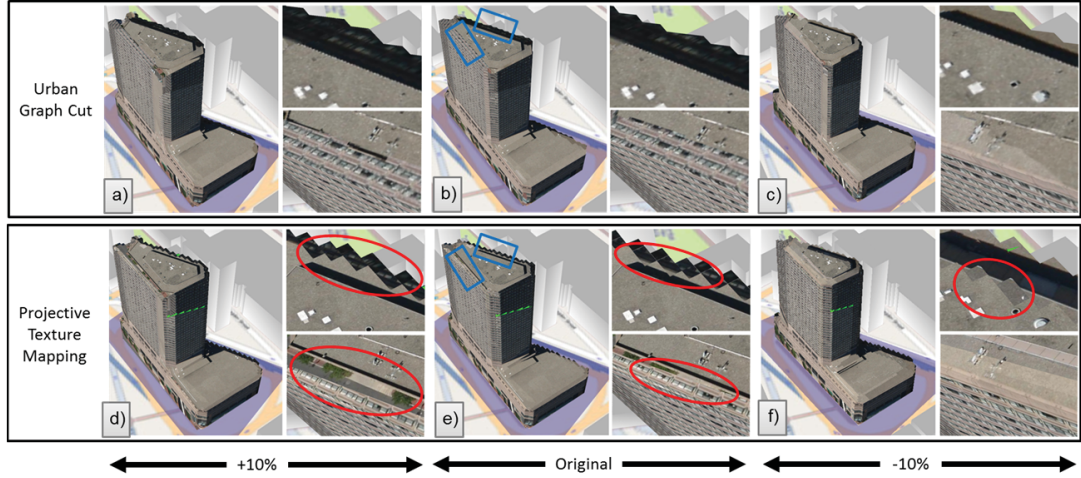 Urban
Graph Cut
a)
b)
c)
Projective
Texture
Mapping
d)
e)
f)
+10%
Original
-10%